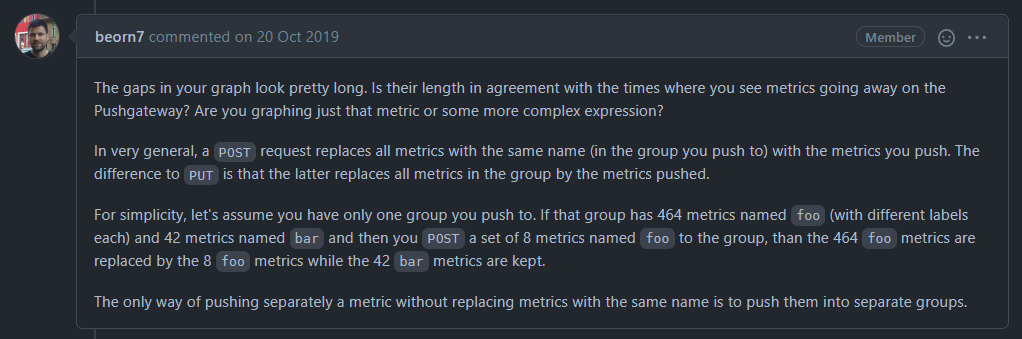 beorn7 commented on 20 Oct 2019 Member
The gaps in your graph look pretty long. Is their length in agreement with the times where you see metrics going away on the
Pushgateway? Are you graphing just that metric or some more complex expression?
In very general, a POST request replaces all metrics with the same name (in the group you push to) with the metrics you push. The
difference to PUT is that the latter replaces all metrics in the group by the metrics pushed.
For simplicity, let's assume you have only one group you push to. If that group has 464 metrics named foo (with different labels
each) and 42 metrics named bar and then you POST a set of 8 metrics named foo to the group, than the 464 foo metrics are
replaced by the 8 foo metrics while the 42 bar metrics are kept.
The only way of pushing separately a metric without replacing metrics with the same name is to push them into separate groups.